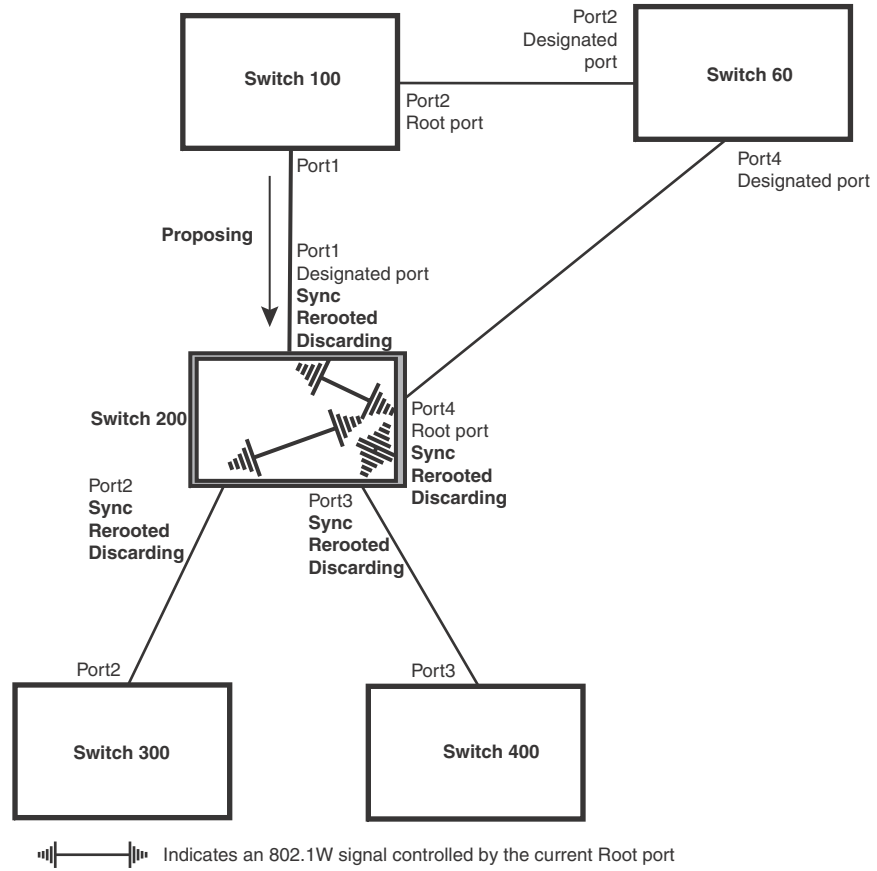 Port2
Designated
port
Switch 100
Switch 60
Port2
Root port
Port4
Designated port
Port1
Proposing
Port1
Designated port
Sync
Rerooted
Discarding
Switch 200
Port4
Root port
Sync
Rerooted
Discarding
Port2
Sync
Rerooted
Discarding
Port3
Sync
Rerooted
Discarding
Port2
Port3
Switch 300
Switch 400
Indicates an 802.1W signal controlled by the current Root port